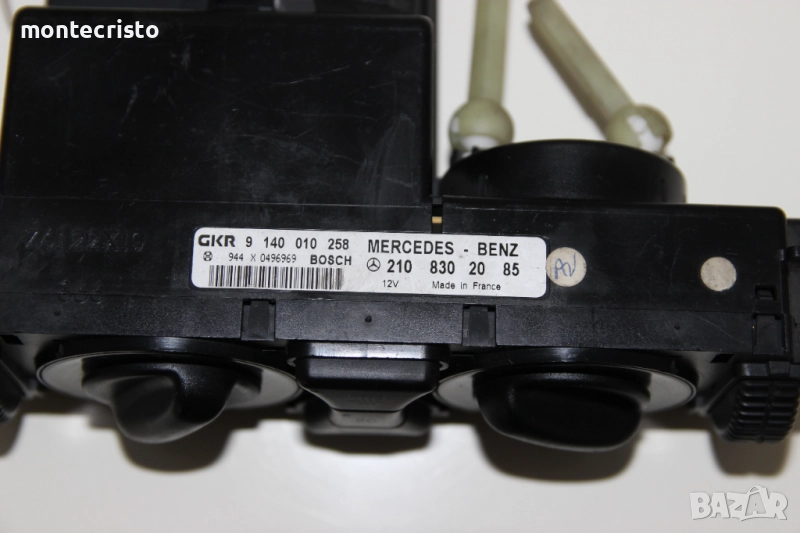 montecristo
GKR 9 140 010 258 MERCEDES - BENZ
944 X 0496969 BOSCH 210 830 20 85
12V Made in France
BAZAR